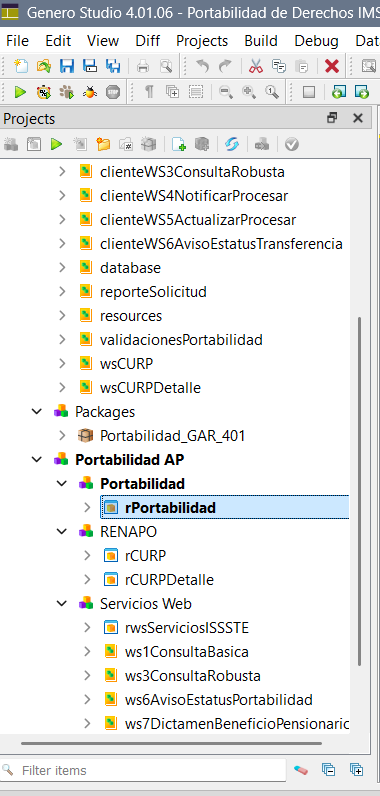 Genero Studio 4.01.06 - Portabilidad de Derechos IMS
File Edit View Diff Projects Build Debug Dat
Projects
clienteWS3ConsultaRobusta
clienteWS4NotificarProcesar
clienteWS5ActualizarProcesar
clienteWS6AvisoEstatusTransferencia
database
reporteSolicitud
resources
validacionesPortabilidad
wsCURP
wsCURPDetalle
Packages
Portabilidad_GAR_401
Portabilidad AP
Portabilidad
rPortabilidad
RENAPO
rCURP
rCURPDetalle
Servicios Web
rwsServiciosISSSTE
ws1ConsultaBasica
ws3ConsultaRobusta
ws6AvisoEstatusPortabilidad
ws7DictamenBeneficioPensionaric
Filter items